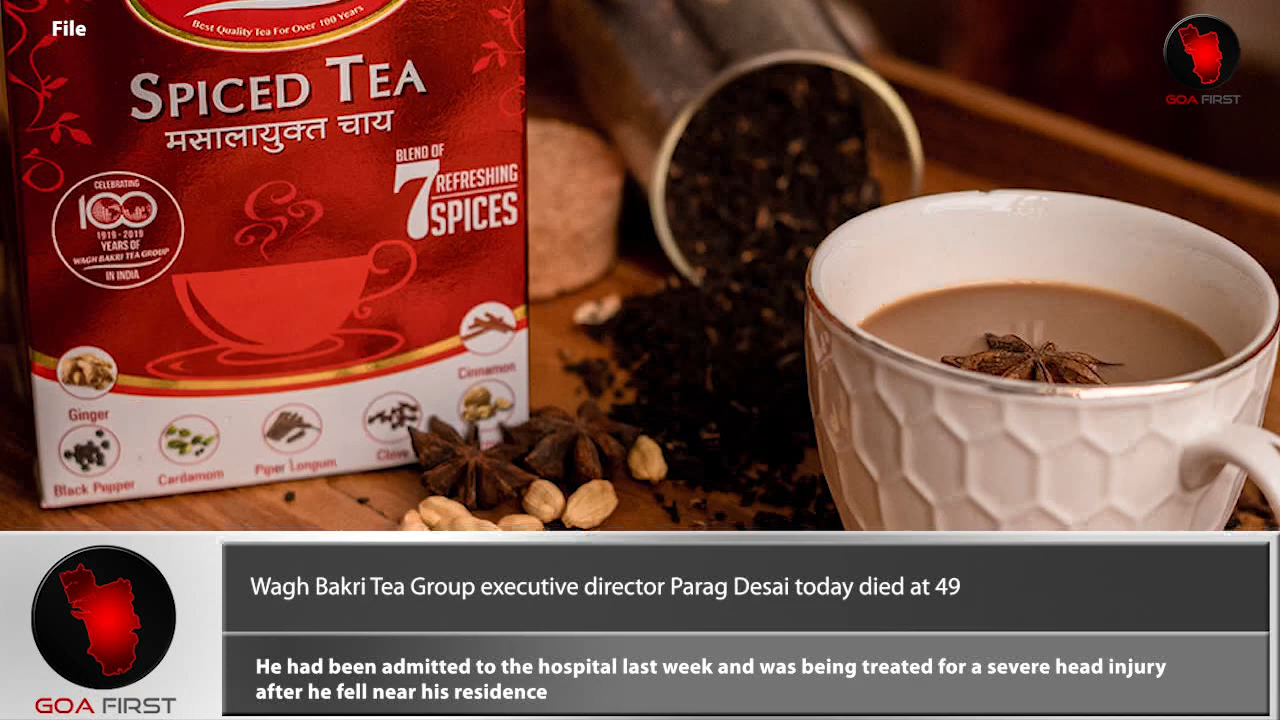 File
Best Quality Tea For Over 100 Years
SPICED TEA
मसालायुक्त चाय
BLEND OF
7 REFRESHING
SPICES
CELEBRATING
100
1919-2019
YEARS OF
WAGH BAKRI TEA GROUP
IN INDIA
Cinnamon
Ginger
Clove
Piper Longum
Cardamom
Black Pepper
GOA FIRST
Wagh Bakri Tea Group executive director Parag Desai today died at 49
He had been admitted to the hospital last week and was being treated for a severe head injury
after he fell near his residence
GOA FIRST